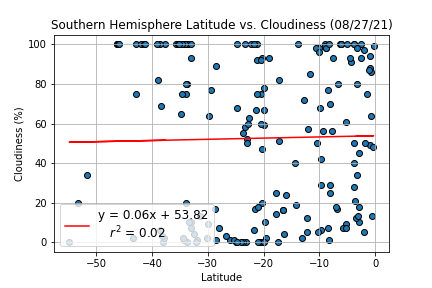 Southern Hemisphere Latitude vs. Cloudiness (08/27/21)
Cloudiness (%)
100
80
60
40
20
0
y = 0.06x + 53.82
r² = 0.02
−50
−40
−30
−20
−10
0
Latitude